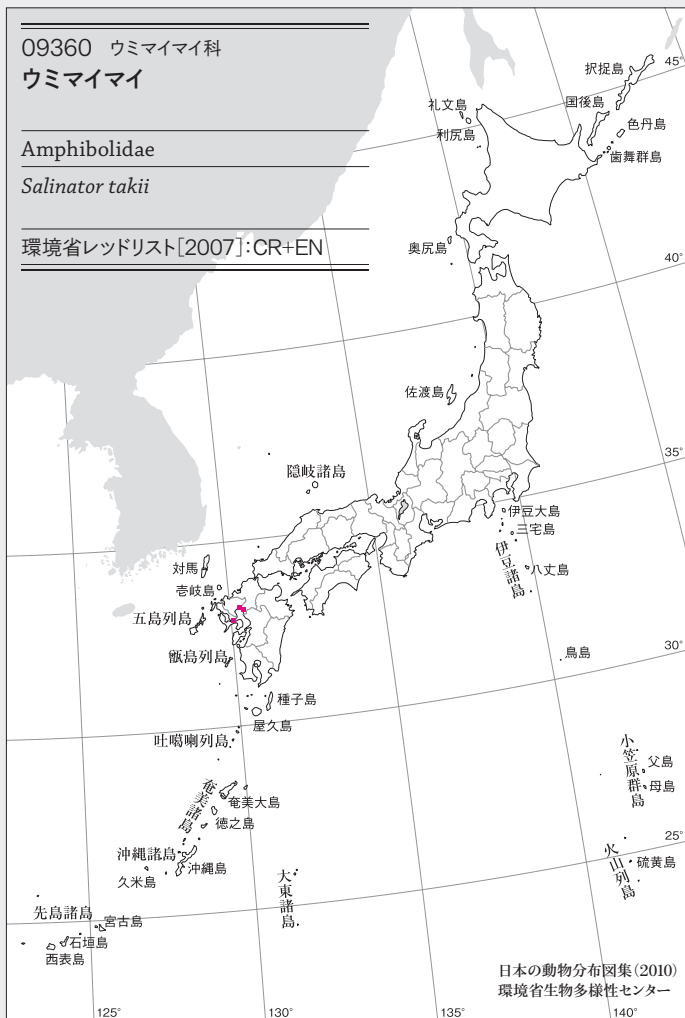 09360 ウミマイマイ科
ウミマイマイ
Amphibolidae
Salinator takii
環境省レッドリスト[2007]:CR+EN
45°
択捉島
国後島
礼文島
色丹島
利尻島
歯舞群島
奥尻島
40°
佐渡島
35°
隠岐諸島
伊豆大島
三宅島
伊豆諸島
八丈島
対馬
壱岐島
五島列島
甑島列島
鳥島
30°
種子島
屋久島
吐噶喇列島
小笠原群島
父島
母島
奄美諸島
奄美大島
徳之島
25°
沖縄諸島
沖縄島
久米島
大東諸島
火山列島
硫黄島
先島諸島
宮古島
石垣島
西表島
日本の動物分布図集(2010)
環境省生物多様性センター
125°
130°
135°
140°